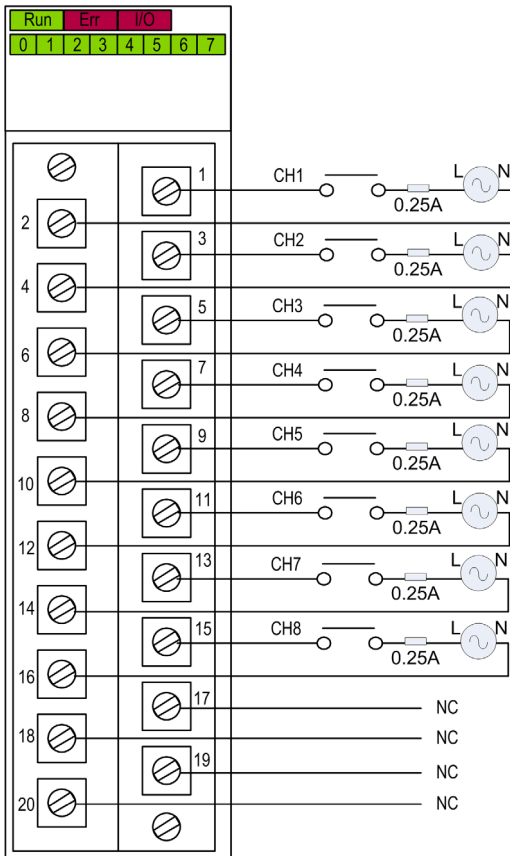 Run Err I/O
0 1 2 3 4 5 6 7
1 CH1 L N
0.25A
2
3 CH2 L N
0.25A
4
5 CH3 L N
0.25A
6
7 CH4 L N
0.25A
8
9 CH5 L N
0.25A
10
11 CH6 L N
0.25A
12
13 CH7 L N
0.25A
14
15 CH8 L N
0.25A
16
17 NC
18 NC
19 NC
20 NC